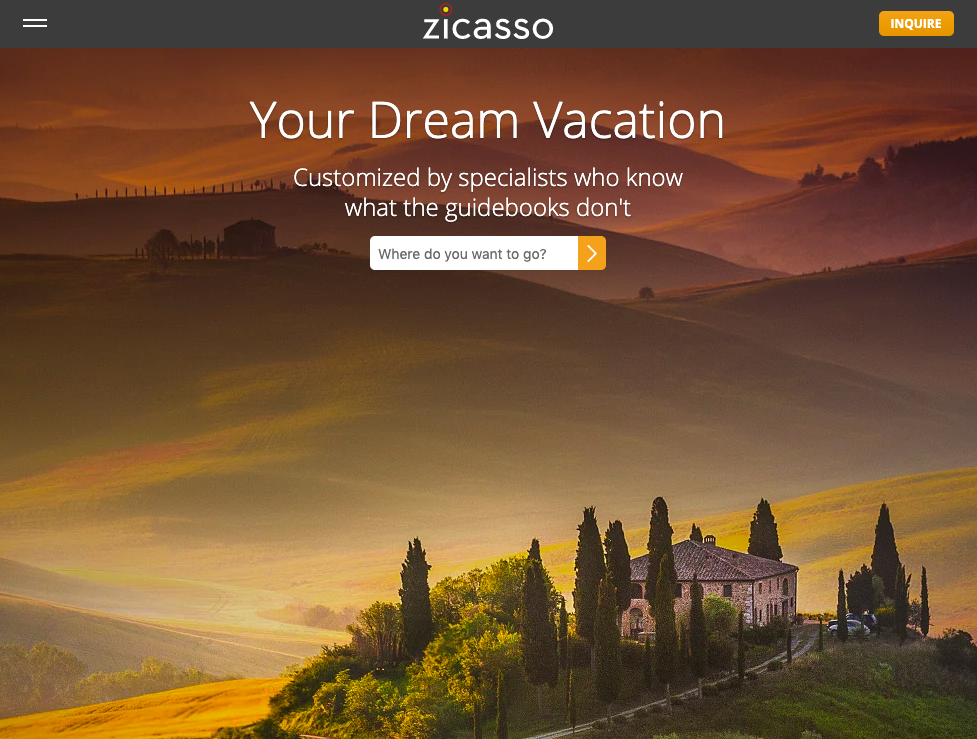 zicasso
INQUIRE
Your Dream Vacation
Customized by specialists who know
what the guidebooks don't
Where do you want to go?